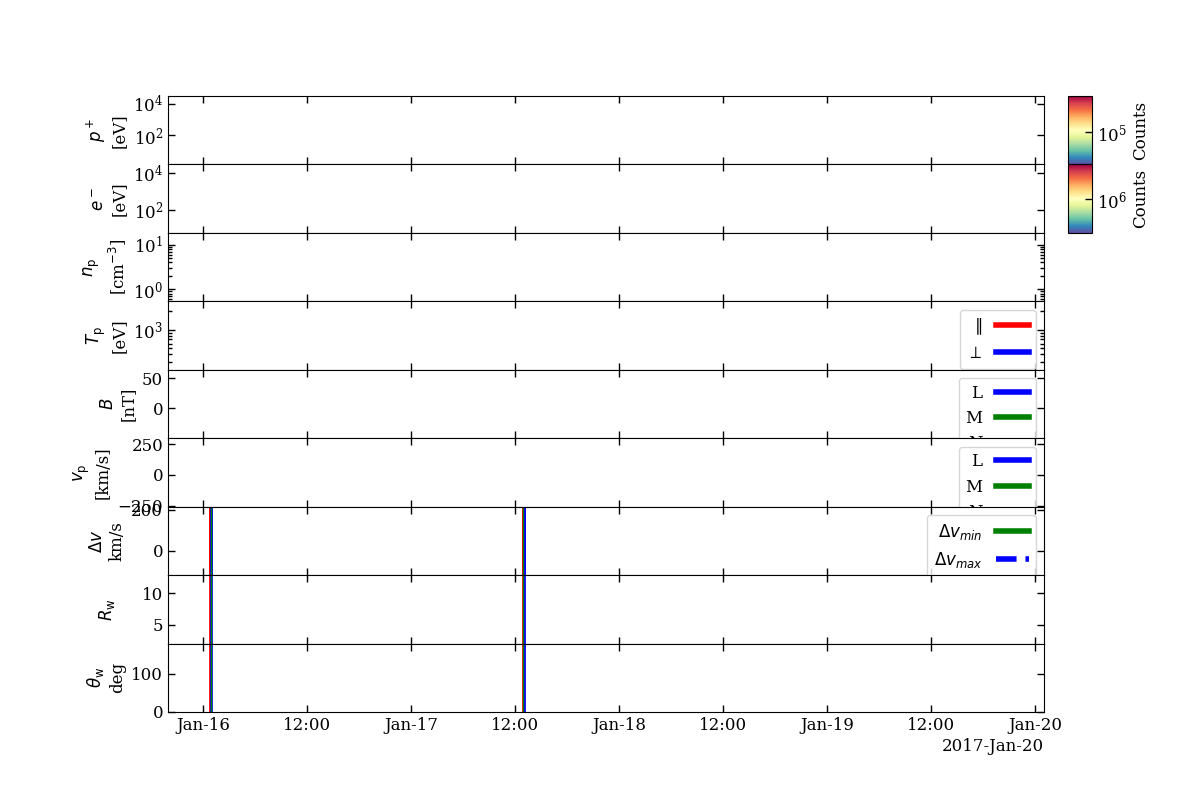 p+
[eV]
10^4
10^2
10^5
Counts
e−
[eV]
10^4
10^2
10^6
Counts
n_p
[cm−3]
10^1
10^0
T_p
[eV]
10^3
∥
⊥
B
[nT]
50
0
L
M
v_p
[km/s]
250
0
−250
L
M
Δv
km/s
200
0
Δv_min
Δv_max
R_w
10
5
θ_w
deg
100
0
Jan-16 12:00 Jan-17 12:00 Jan-18 12:00 Jan-19 12:00 Jan-20
2017-Jan-20